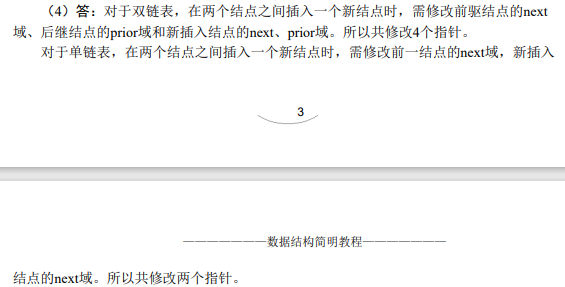 （4）答：对于双链表，在两个结点之间插入一个新结点时，需修改前驱结点的next
域、后继结点的prior域和新插入结点的next、prior域。所以共修改4个指针。
对于单链表，在两个结点之间插入一个新结点时，需修改前一结点的next域，新插入
3
———————数据结构简明教程———————
结点的next域。所以共修改两个指针。